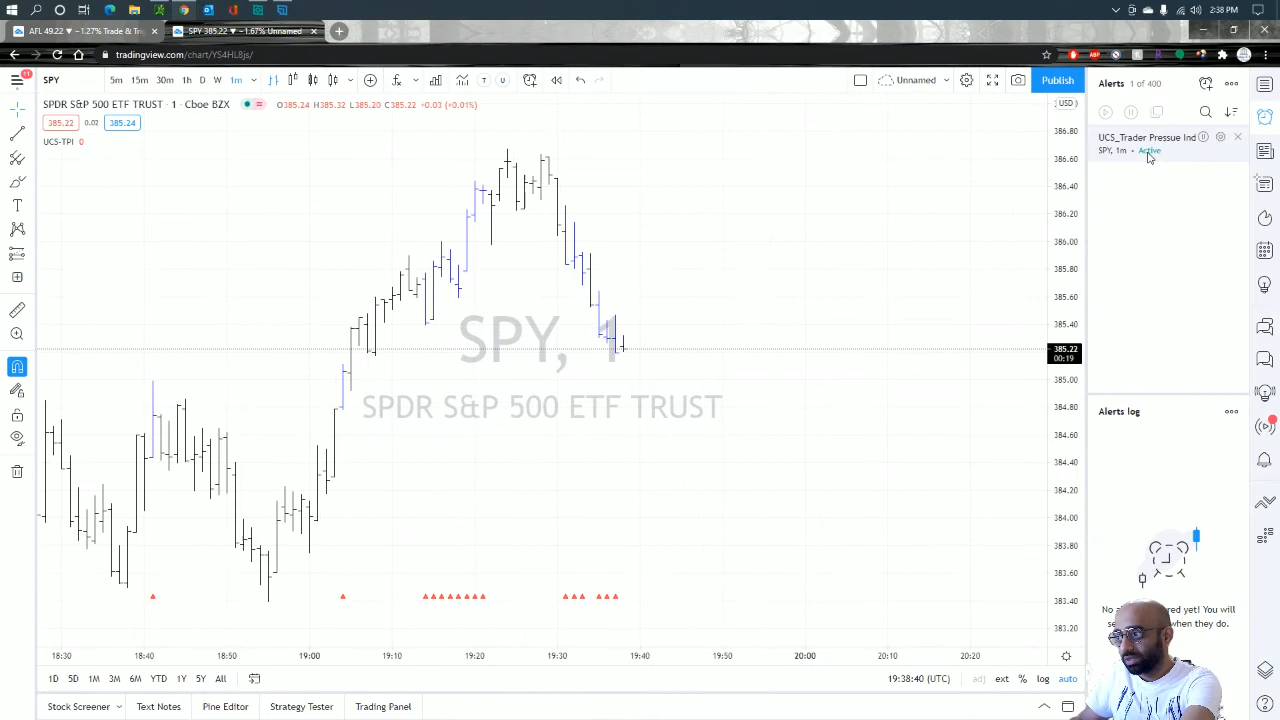 2:38 PM
AFL 49.22 ▼ −1.27% Trade & Tr
SPY 385.22 ▼ −1.67% Unnamed
tradingview.com/chart/YS4HL8js/
11
SPY
5m 15m 30m 1h D W 1m
Unnamed
Publish
SPDR S&P 500 ETF TRUST · 1 · Cboe BZX
O385.24 H385.32 L385.20 C385.22 −0.03 (+0.01%)
385.22 0.02 385.24
UCS-TPI 0
USD
386.80
386.60
386.40
386.20
386.00
385.80
385.60
385.40
385.22
00:19
385.00
384.80
384.60
384.40
384.20
384.00
383.80
383.60
383.40
383.20
SPY, 1
SPDR S&P 500 ETF TRUST
18:30 18:40 18:50 19:00 19:10 19:20 19:30 19:40 19:50 20:00 20:10 20:20
1D 5D 1M 3M 6M YTD 1Y 5Y All
19:38:40 (UTC)
adj ext % log auto
Stock Screener
Text Notes
Pine Editor
Strategy Tester
Trading Panel
Alerts 1 of 400
UCS_Trader Pressue Ind
SPY, 1m • Active
Alerts log